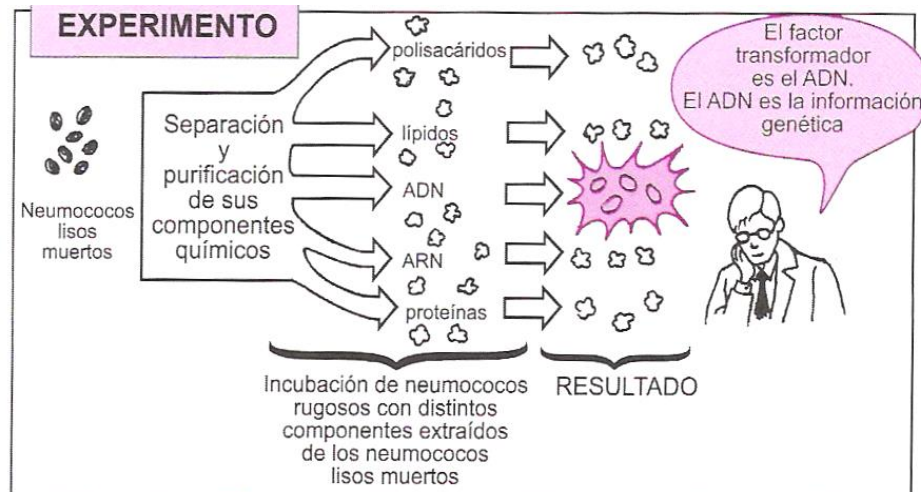 EXPERIMENTO
polisacáridos
El factor
transformador
es el ADN.
El ADN es la información
genética
Separación
y
purificación
de sus
componentes
químicos
lípidos
ADN
ARN
proteínas
Neumococos
lisos
muertos
Incubación de neumococos
rugosos con distintos
componentes extraídos
de los neumococos
lisos muertos
RESULTADO